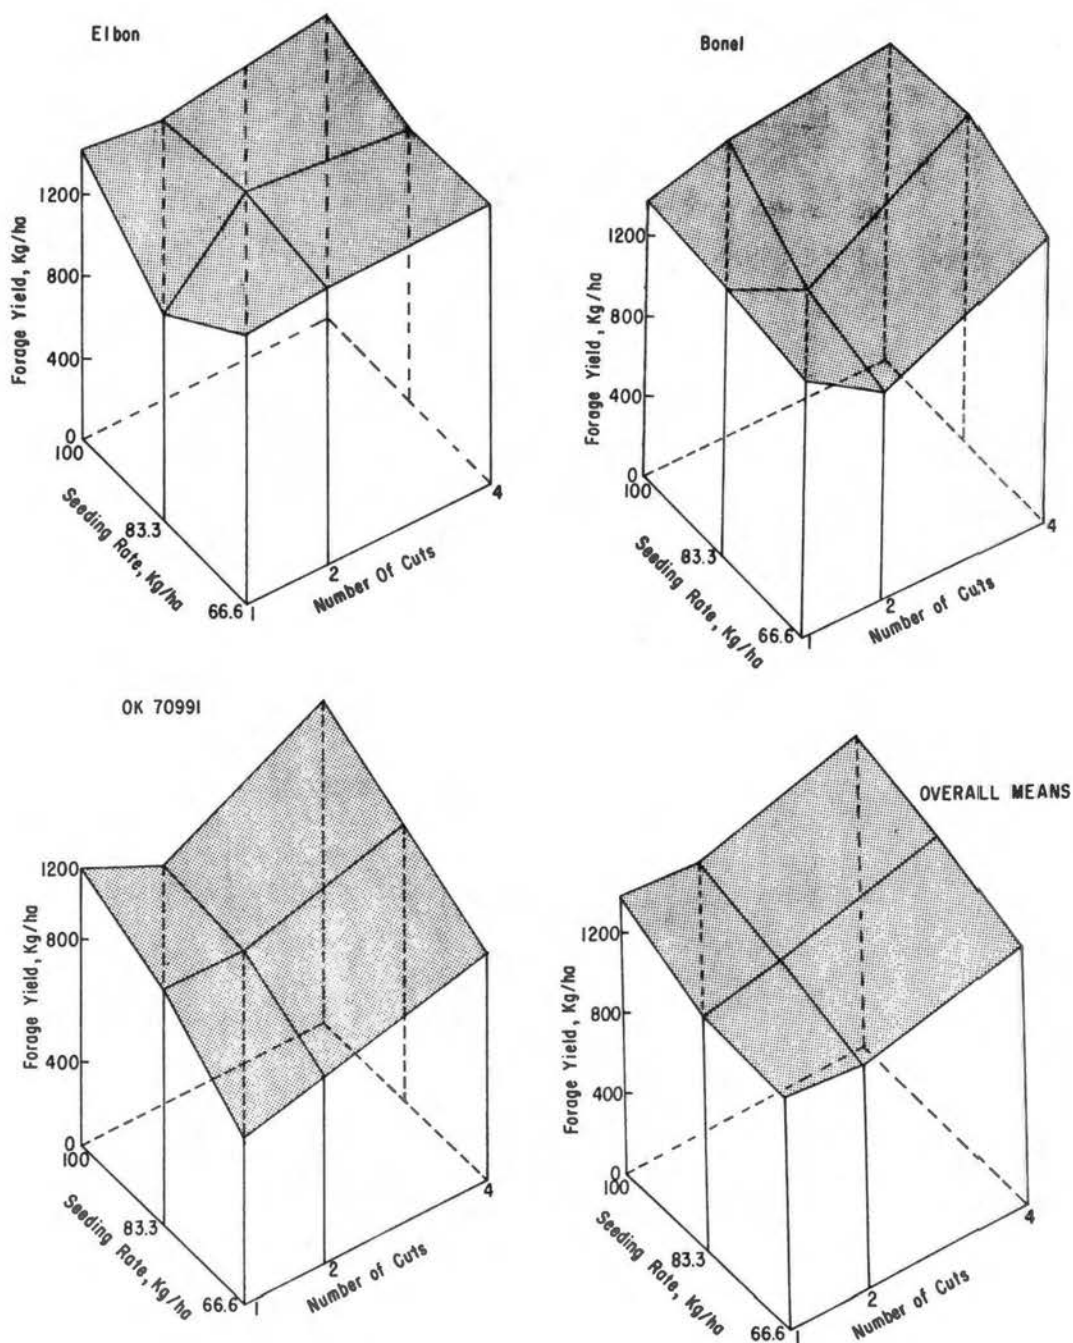 Elbon
1200
800
400
0
Forage Yield, Kg/ha
100
83.3
66.6
Seeding Rate, Kg/ha
1
2
4
Number Of Cuts
Bonel
1200
800
400
0
Forage Yield, Kg/ha
100
83.3
66.6
Seeding Rate, Kg/ha
1
2
4
Number of Cuts
OK 70991
1200
800
400
0
Forage Yield, Kg/ha
100
83.3
66.6
Seeding Rate, Kg/ha
1
2
4
Number of Cuts
OVERALL MEANS
1200
800
400
0
Forage Yield, Kg/ha
100
83.3
66.6
Seeding Rate, Kg/ha
1
2
4
Number of Cuts